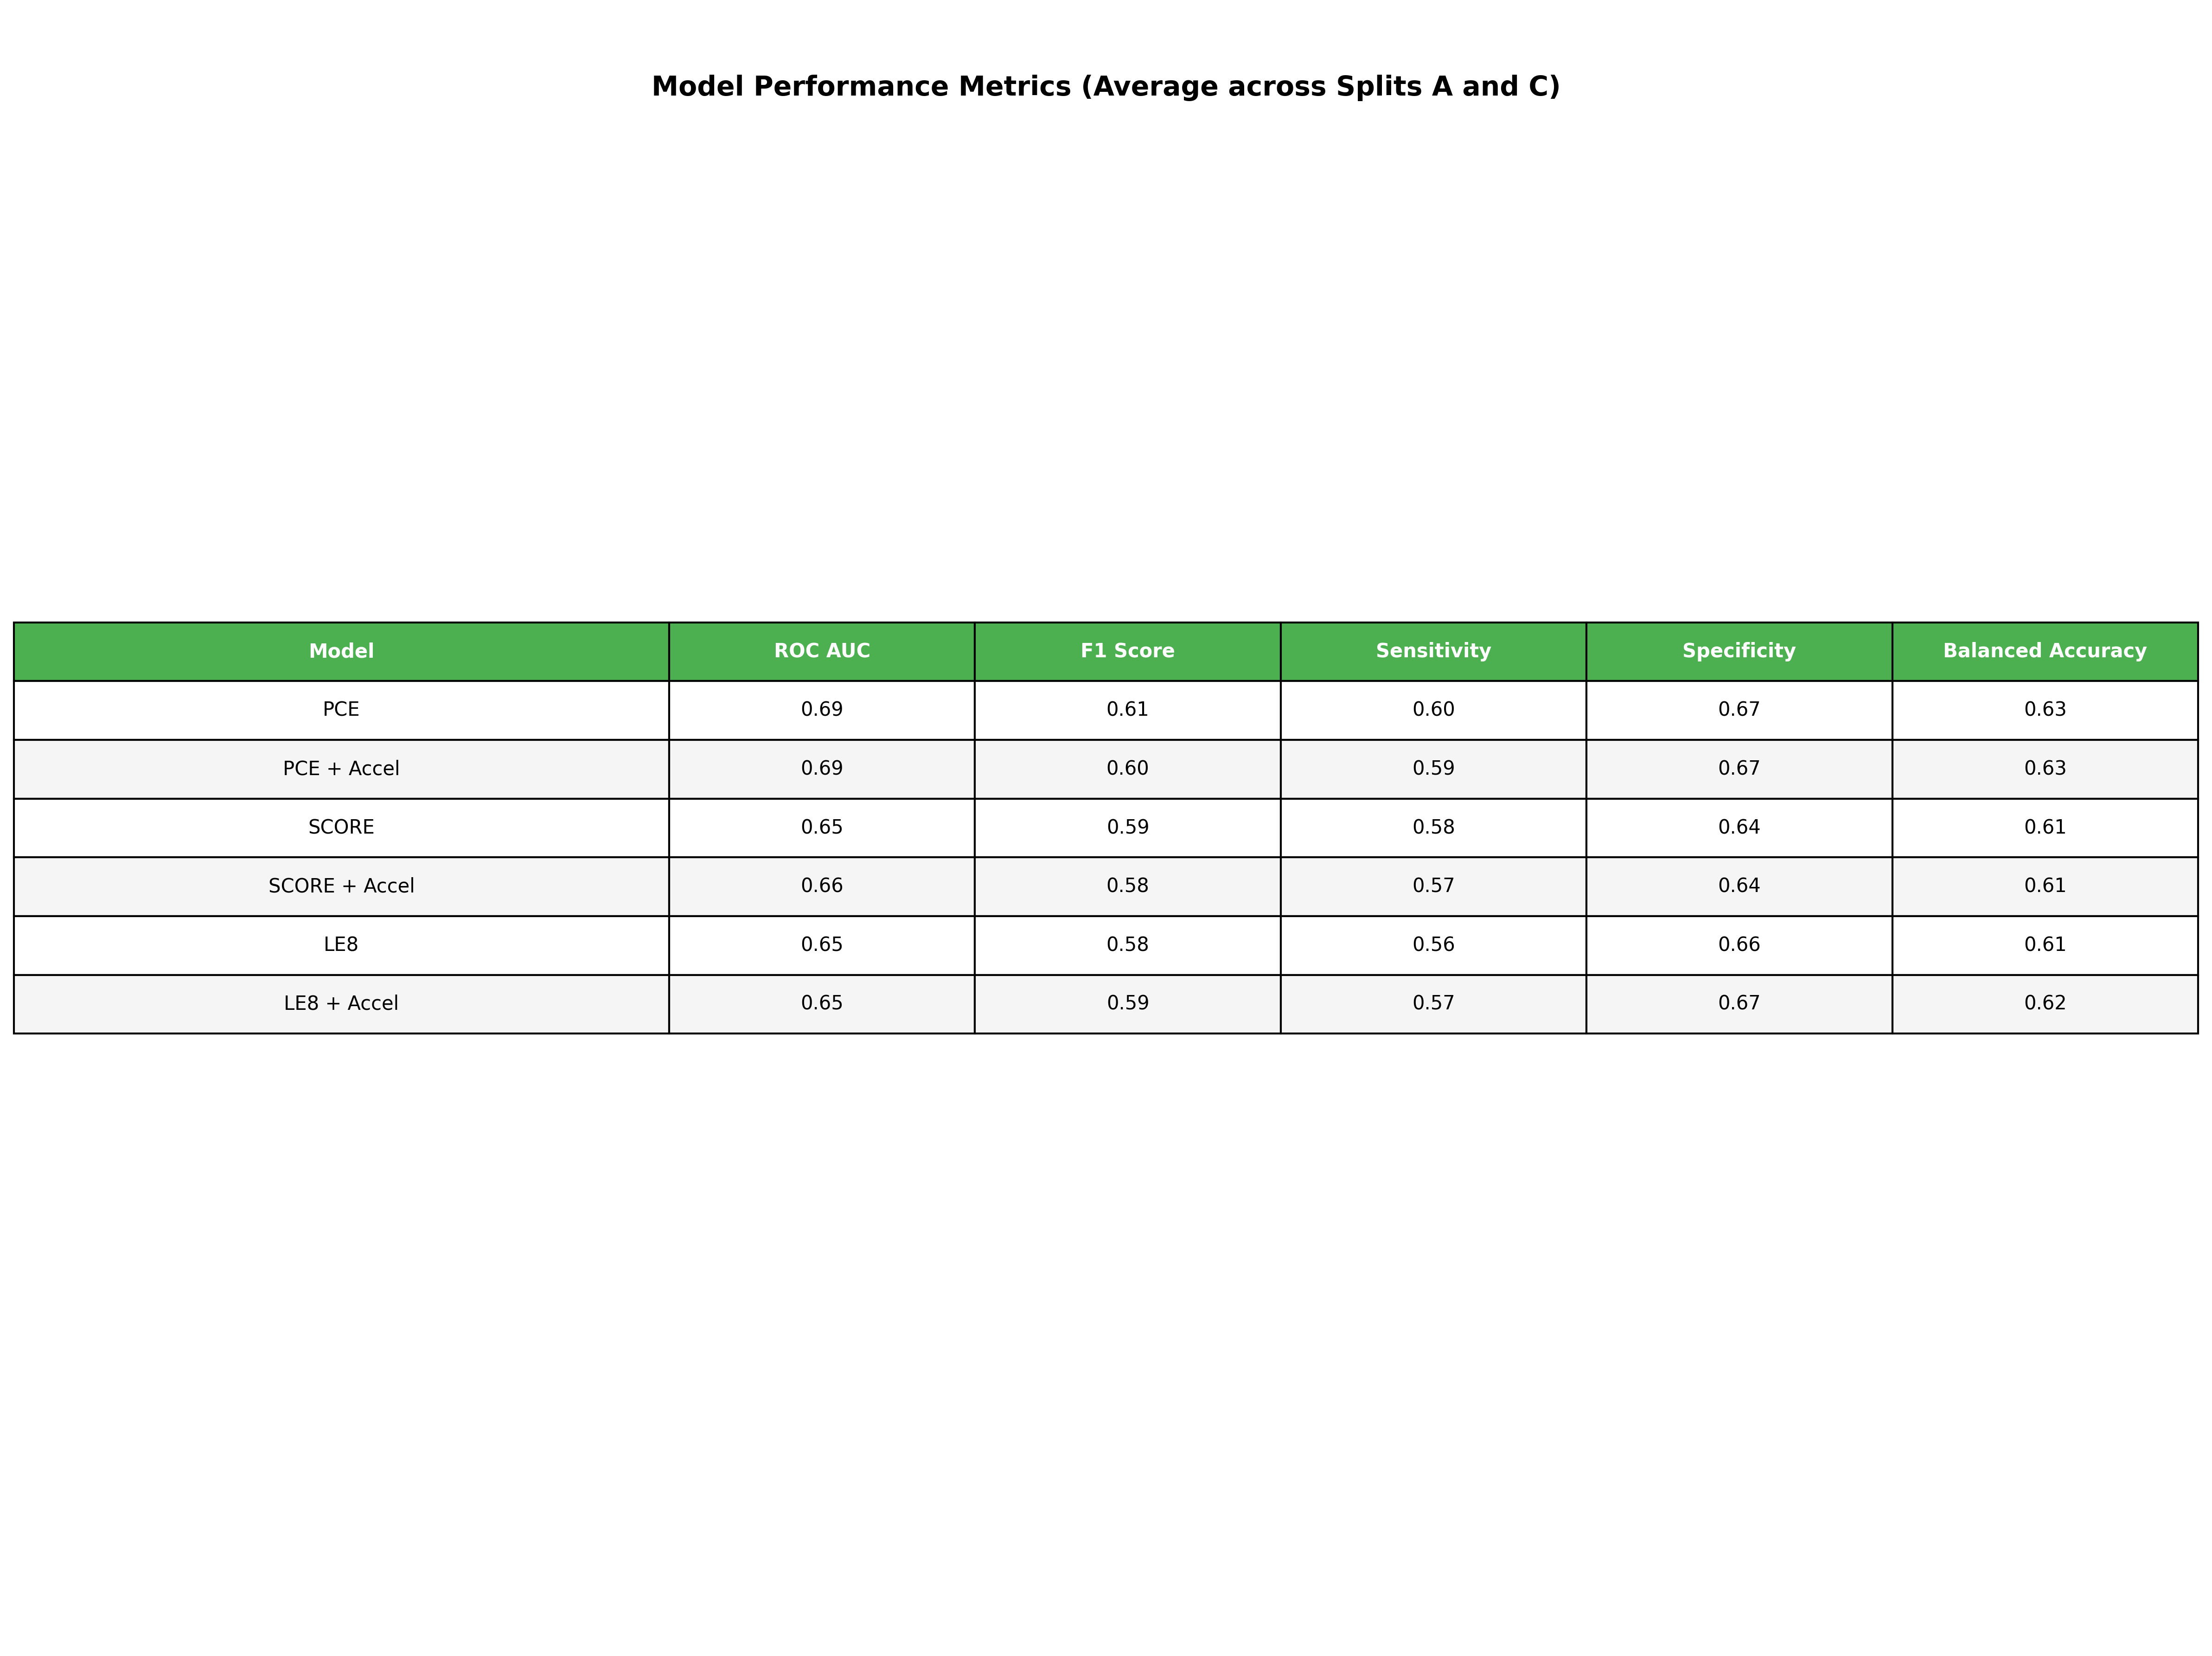 Model Performance Metrics (Average across Splits A and C)
Model ROC AUC F1 Score Sensitivity Specificity Balanced Accuracy
PCE 0.69 0.61 0.60 0.67 0.63
PCE + Accel 0.69 0.60 0.59 0.67 0.63
SCORE 0.65 0.59 0.58 0.64 0.61
SCORE + Accel 0.66 0.58 0.57 0.64 0.61
LE8 0.65 0.58 0.56 0.66 0.61
LE8 + Accel 0.65 0.59 0.57 0.67 0.62